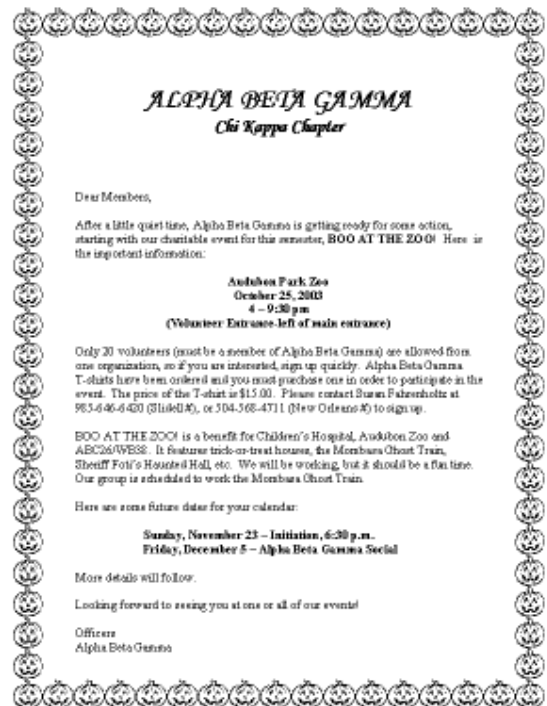 ALPHA BETA GAMMA
Chi Kappa Chapter
Dear Members,
After a little quiet time, Alpha Beta Gamma is getting ready for some action,
starting with our charitable event for this semester, BOO AT THE ZOO! Here is
the important information:
Audubon Park Zoo
October 25, 2003
4 – 9:30 pm
(Volunteer Entrance-left of main entrance)
Only 20 volunteers (must be a member of Alpha Beta Gamma) are allowed from
one organization, so if you are interested, sign up quickly. Alpha Beta Gamma
T-shirts have been ordered and you must purchase one in order to participate in the
event. The price of the T-shirt is $15.00. Please contact Susan Fahrenholtz at
985-646-6420 (Slidell #), or 504-568-4711 (New Orleans #) to sign up.
BOO AT THE ZOO! is a benefit for Children's Hospital, Audubon Zoo and
ABC26/WB38. It features trick-or-treat houses, the Mombasa Ghost Train,
Sheriff Foti's Haunted Hall, etc. We will be working, but it should be a fun time.
Our group is scheduled to work the Mombasa Ghost Train.
Here are some future dates for your calendar:
Sunday, November 23 – Initiation, 6:30 p.m.
Friday, December 5 – Alpha Beta Gamma Social
More details will follow.
Looking forward to seeing you at one or all of our events!
Officers
Alpha Beta Gamma